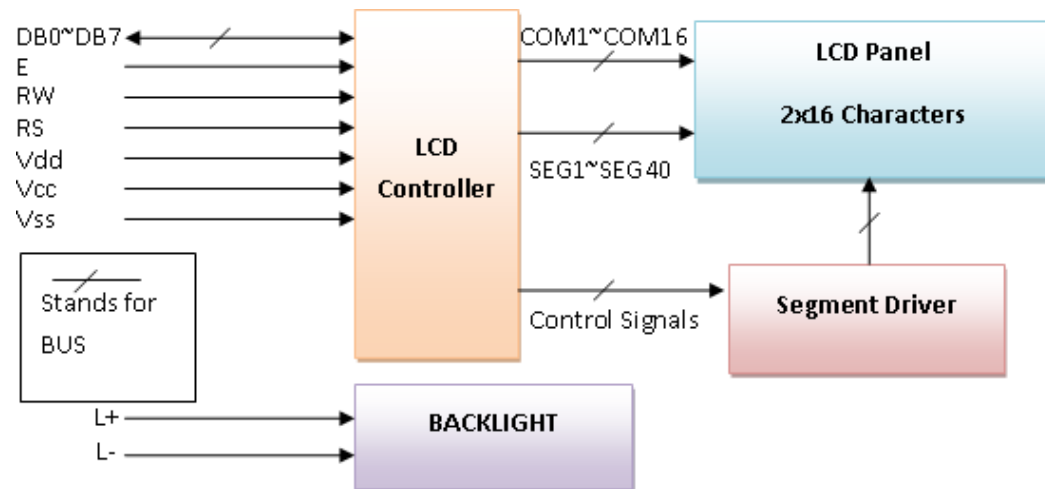 DB0~DB7
E
RW
RS
Vdd
Vcc
Vss
LCD
Controller
COM1~COM16
SEG1~SEG40
LCD Panel
2x16 Characters
Control Signals
Segment Driver
Stands for
BUS
L+
L-
BACKLIGHT